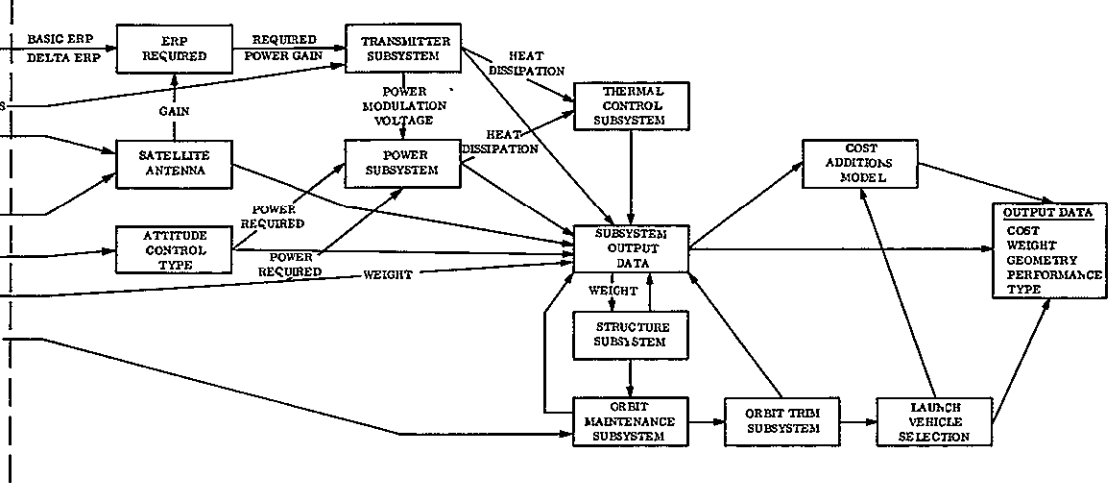 BASIC ERP
DELTA ERP
ERP
REQUIRED
REQUIRED
POWER GAIN
TRANSMITTER
SUBSYSTEM
HEAT
DISSIPATION
S
GAIN
POWER
MODULATION
VOLTAGE
THERMAL
CONTROL
SUBSYSTEM
SATELLITE
ANTENNA
POWER
SUBSYSTEM
HEAT
DISSIPATION
COST
ADDITIONS
MODEL
POWER
REQUIRED
ATTITUDE
CONTROL
TYPE
POWER
REQUIRED
WEIGHT
SUBSYSTEM
OUTPUT
DATA
OUTPUT DATA
COST
WEIGHT
GEOMETRY
PERFORMANCE
TYPE
WEIGHT
STRUCTURE
SUBSYSTEM
ORBIT
MAINTENANCE
SUBSYSTEM
ORBIT TRIM
SUBSYSTEM
LAUNCH
VEHICLE
SELECTION